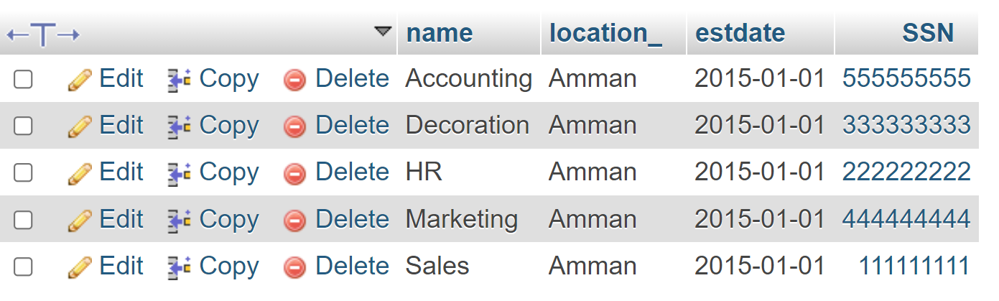 name location_ estdate SSN
Edit Copy Delete Accounting Amman 2015-01-01 555555555
Edit Copy Delete Decoration Amman 2015-01-01 333333333
Edit Copy Delete HR Amman 2015-01-01 222222222
Edit Copy Delete Marketing Amman 2015-01-01 444444444
Edit Copy Delete Sales Amman 2015-01-01 111111111